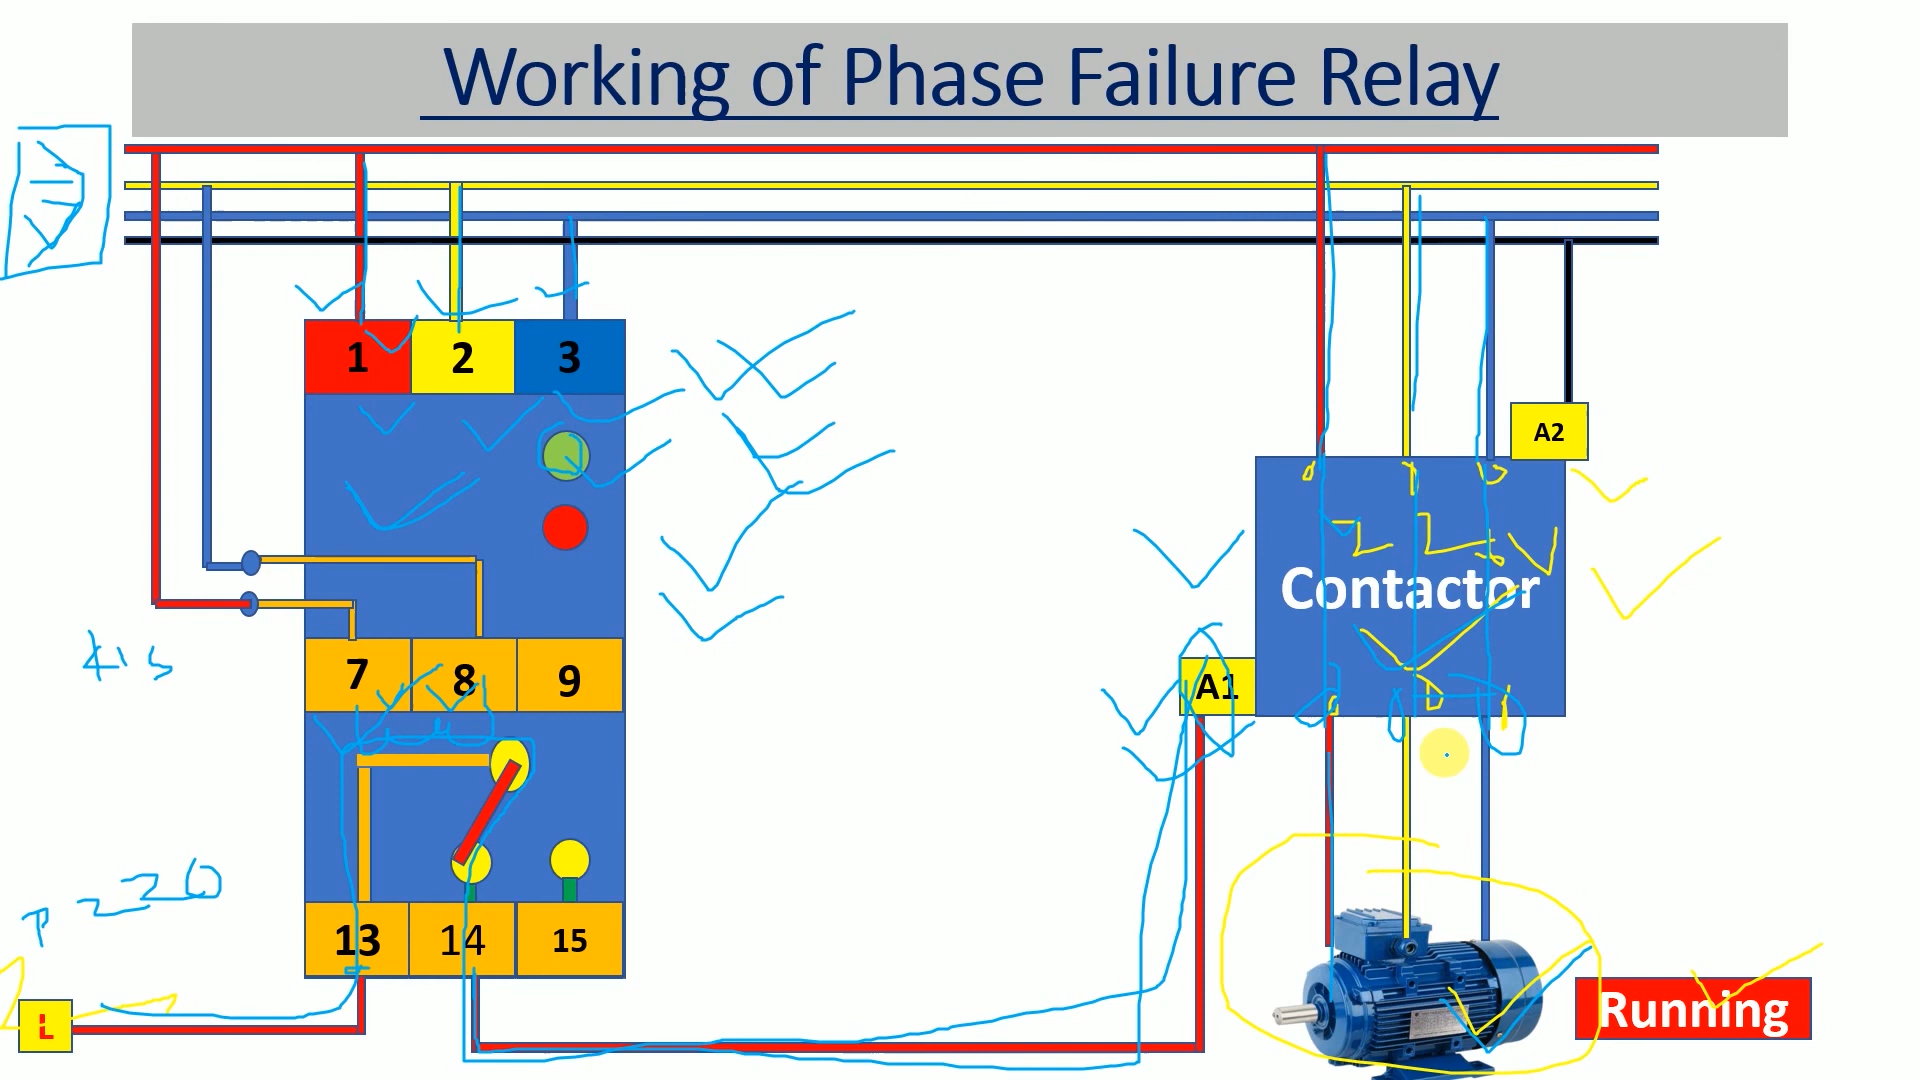 Working of Phase Failure Relay
1 2 3
A2
Contactor
7 8 9
A1
13 14 15
L
Running